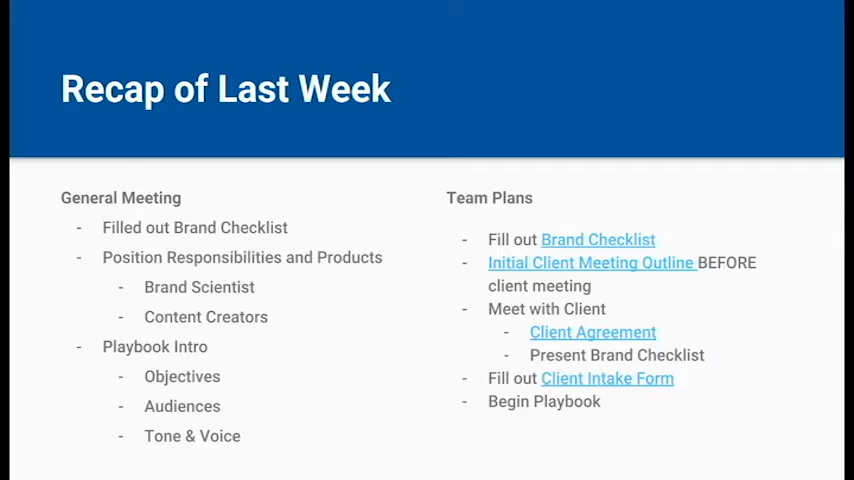 Recap of Last Week
General Meeting
- Filled out Brand Checklist
- Position Responsibilities and Products
- Brand Scientist
- Content Creators
- Playbook Intro
- Objectives
- Audiences
- Tone & Voice
Team Plans
- Fill out Brand Checklist
- Initial Client Meeting Outline BEFORE
client meeting
- Meet with Client
- Client Agreement
- Present Brand Checklist
- Fill out Client Intake Form
- Begin Playbook